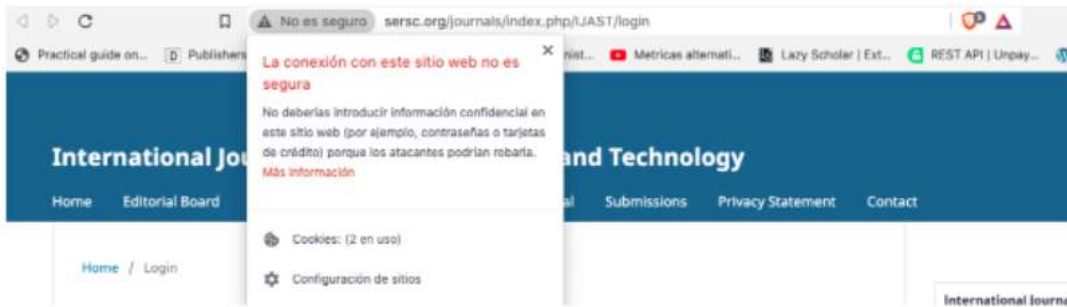 No es seguro sersc.org/journals/index.php/IJAST/login
Practical guide on... Publishers nist... Metricas alternati... Lazy Scholar | Ext... REST API | Unpay...
La conexión con este sitio web no es
segura
No deberías introducir información confidencial en
este sitio web (por ejemplo, contraseñas o tarjetas
de crédito) porque los atacantes podrían robarla.
Más información
International Jou and Technology
Home Editorial Board al Submissions Privacy Statement Contact
Cookies: (2 en uso)
Home / Login
Configuración de sitios
International Journa